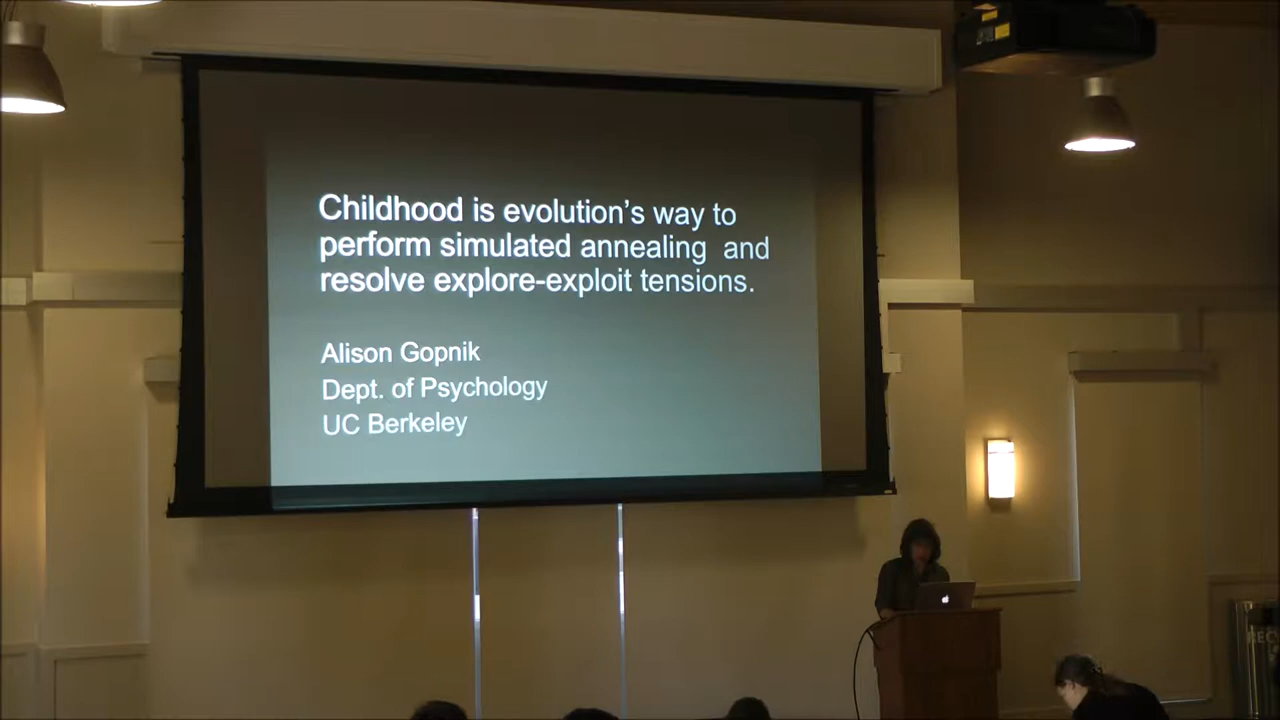 Childhood is evolution's way to
perform simulated annealing and
resolve explore-exploit tensions.
Alison Gopnik
Dept. of Psychology
UC Berkeley